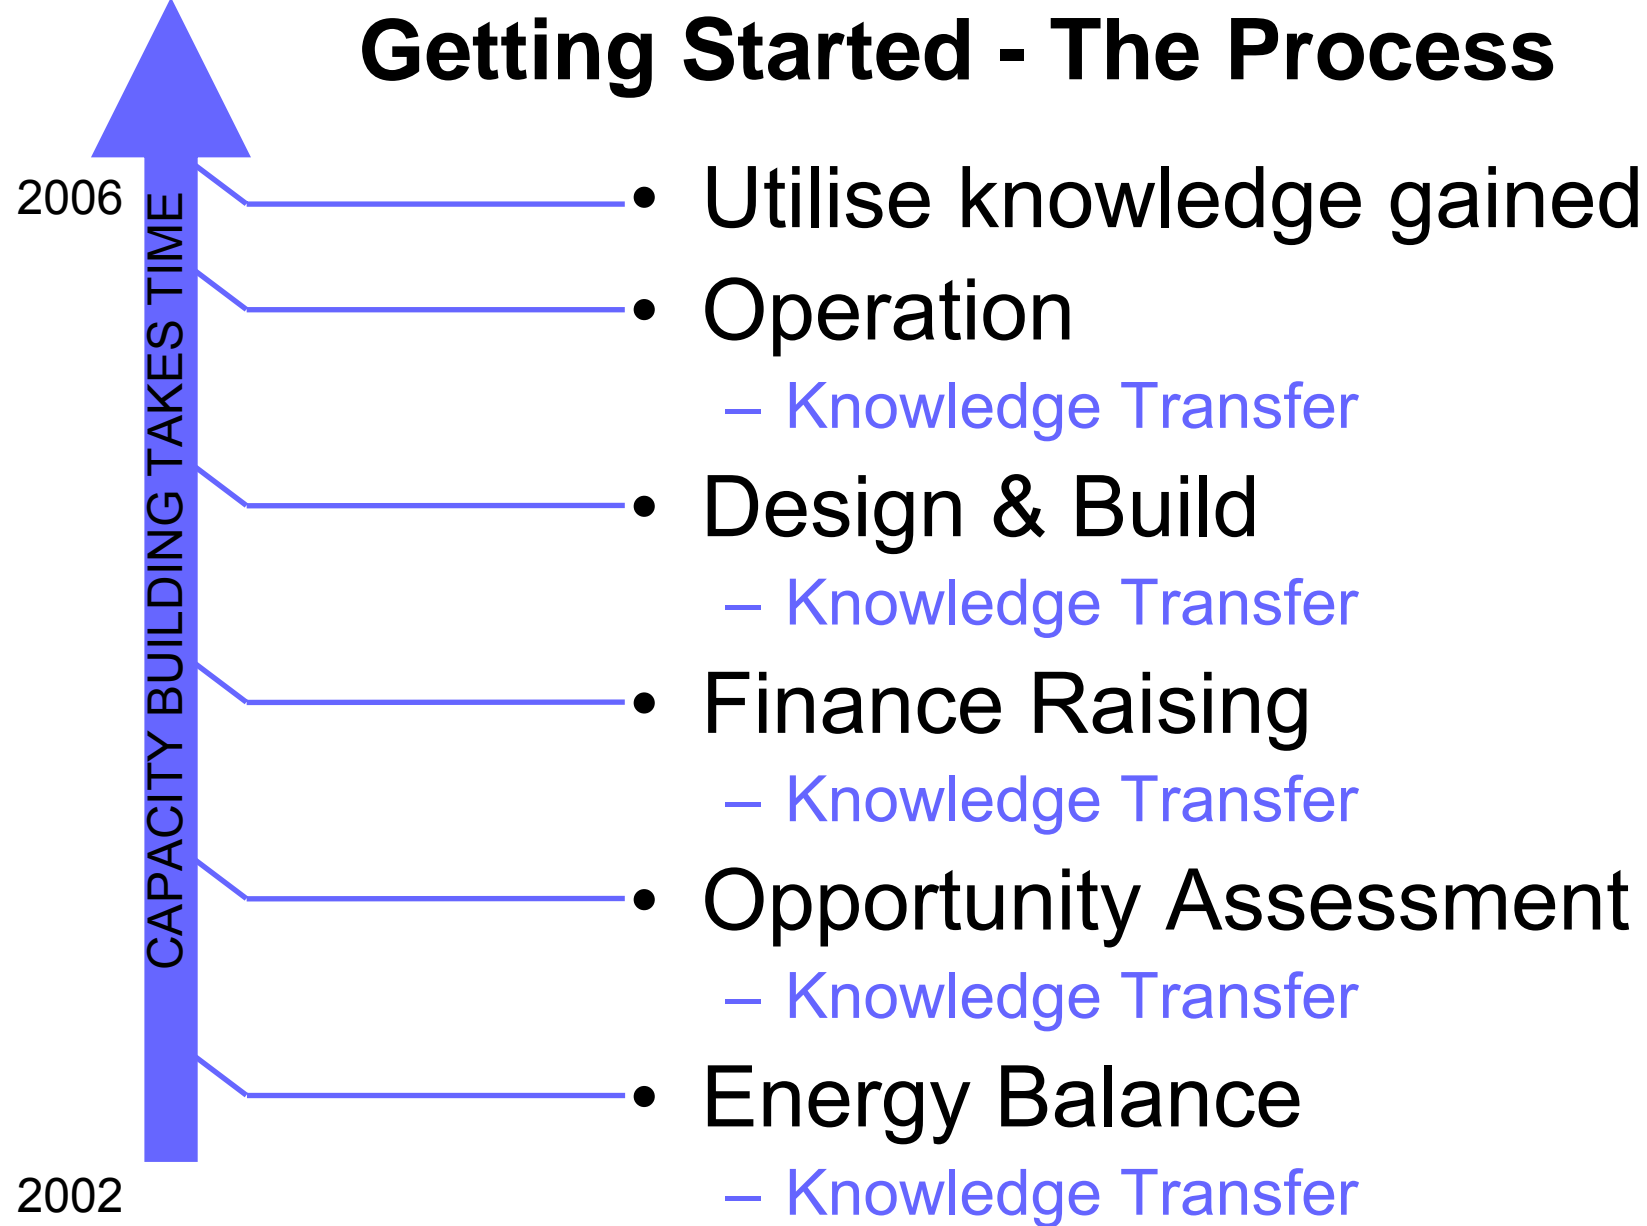 Getting Started - The Process
2006
CAPACITY BUILDING TAKES TIME
• Utilise knowledge gained
• Operation
– Knowledge Transfer
• Design & Build
– Knowledge Transfer
• Finance Raising
– Knowledge Transfer
• Opportunity Assessment
– Knowledge Transfer
• Energy Balance
– Knowledge Transfer
2002